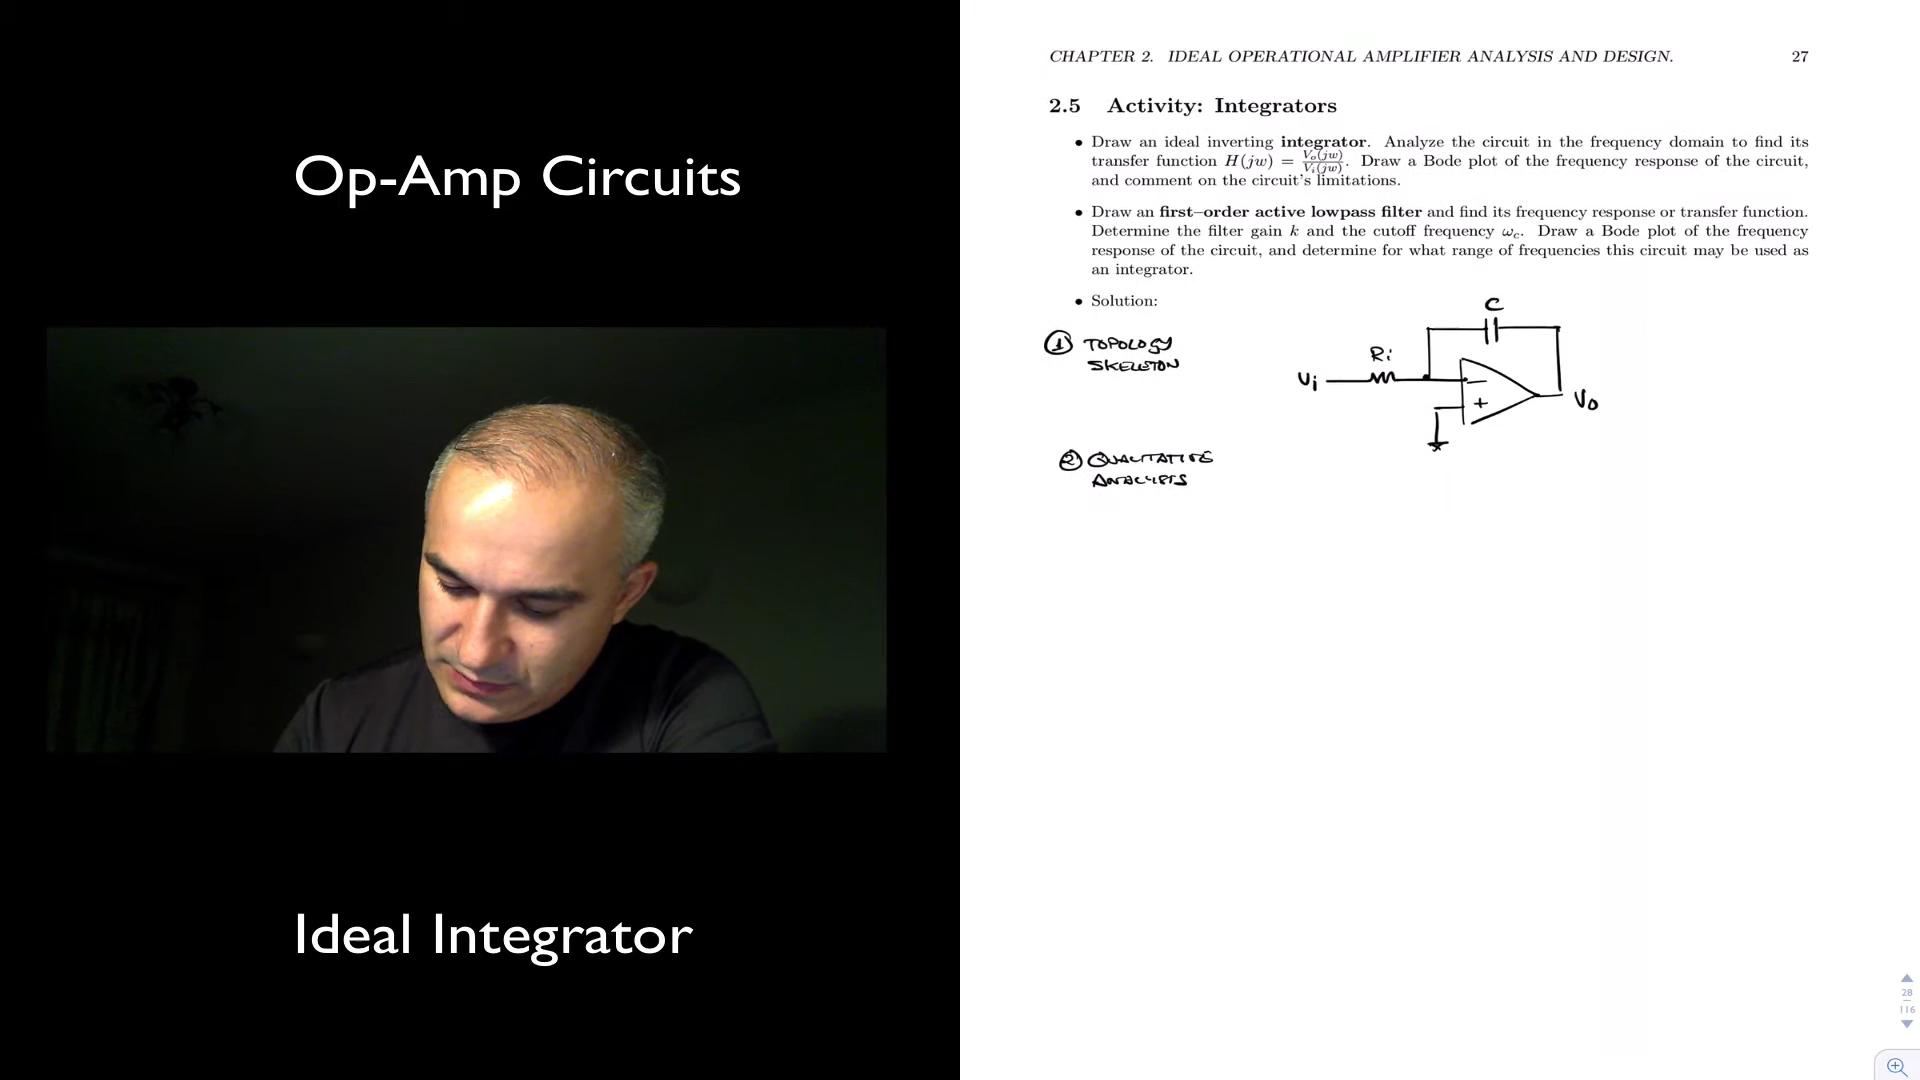 Op-Amp Circuits
Ideal Integrator
CHAPTER 2. IDEAL OPERATIONAL AMPLIFIER ANALYSIS AND DESIGN. 27
2.5 Activity: Integrators
• Draw an ideal inverting integrator. Analyze the circuit in the frequency domain to find its
transfer function H(jw) = Vo(jw)/Vi(jw). Draw a Bode plot of the frequency response of the circuit,
and comment on the circuit's limitations.
• Draw an first–order active lowpass filter and find its frequency response or transfer function.
Determine the filter gain k and the cutoff frequency ωc. Draw a Bode plot of the frequency
response of the circuit, and determine for what range of frequencies this circuit may be used as
an integrator.
• Solution:
C
① TOPOLOGY
SKELETON
Ri
Vi
−
+
Vo
② QUALITATIVE
ANALYSIS
28
116